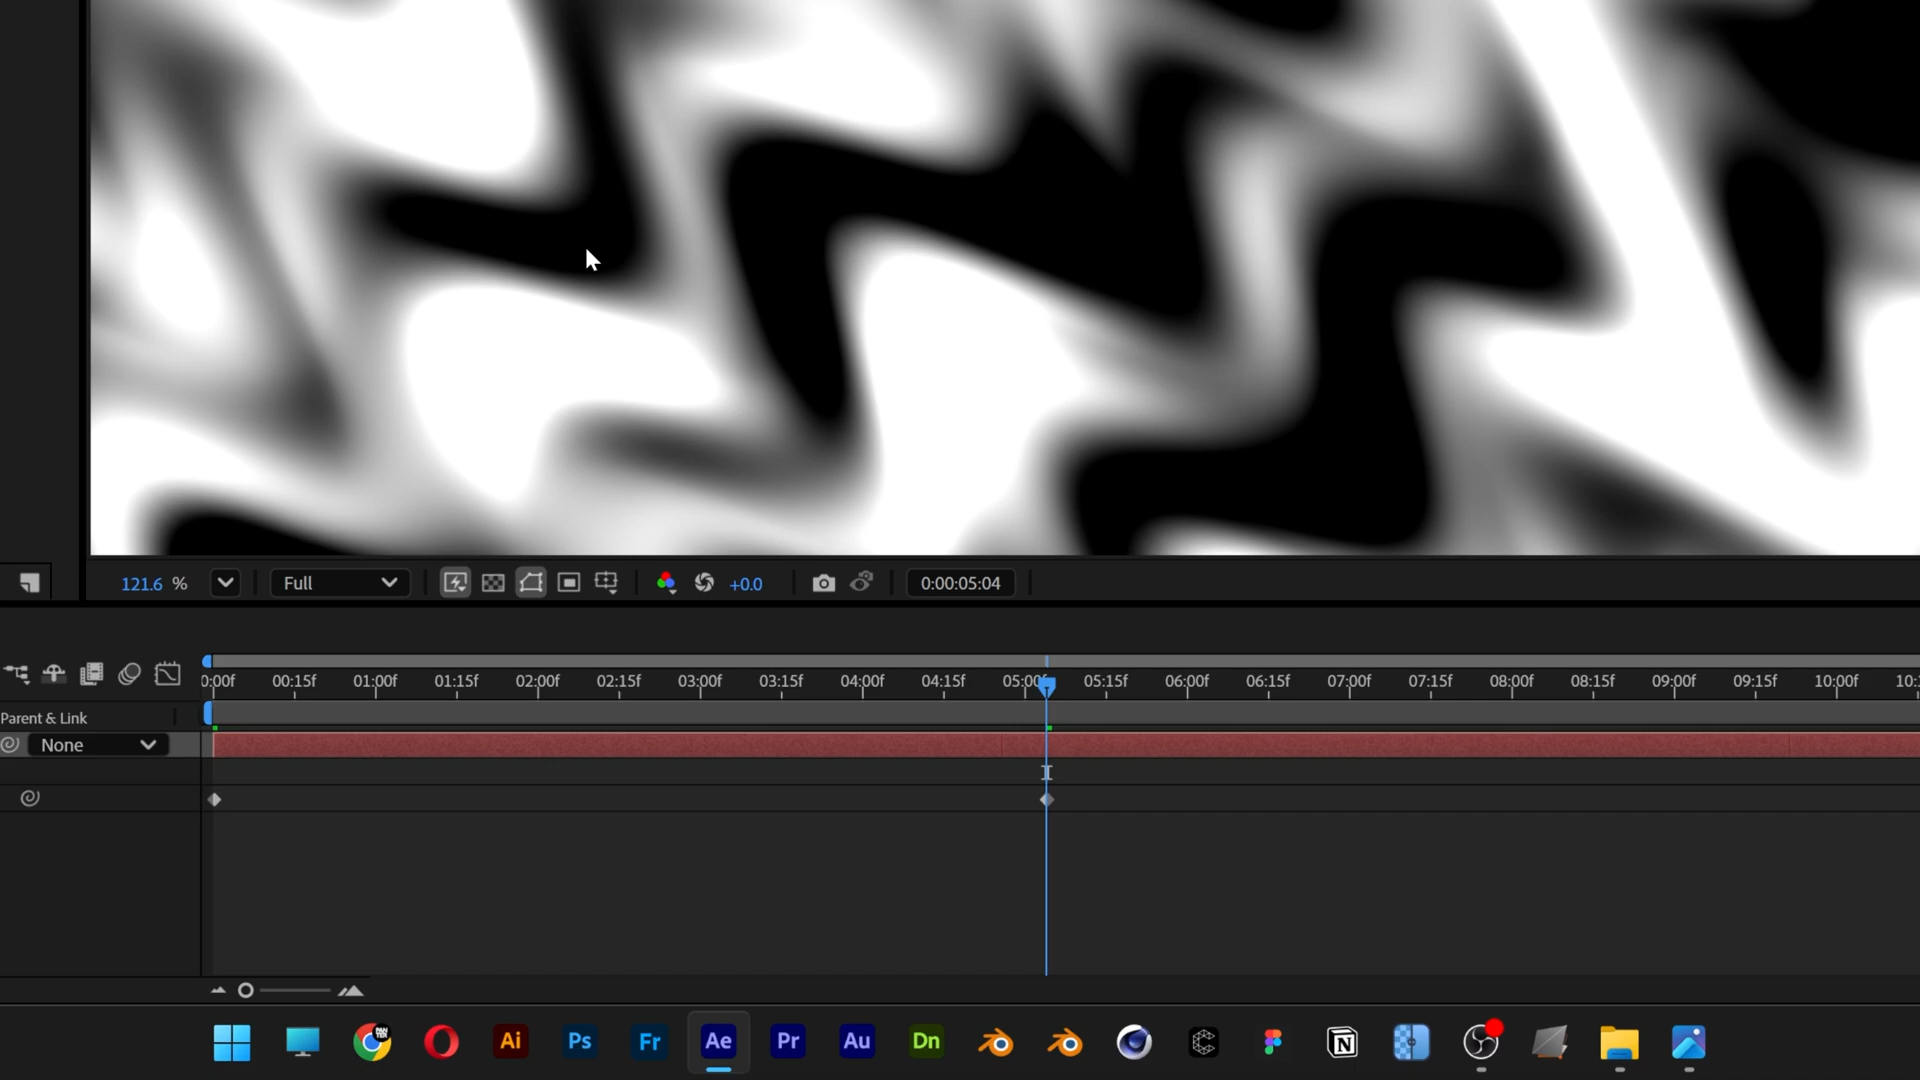 121.6 % Full +0.0 0:00:05:04
0:00f 00:15f 01:00f 01:15f 02:00f 02:15f 03:00f 03:15f 04:00f 04:15f 05:00f 05:15f 06:00f 06:15f 07:00f 07:15f 08:00f 08:15f 09:00f 09:15f 10:00f 10:
Parent & Link
None
Ai Ps Fr Ae Pr Au Dn N